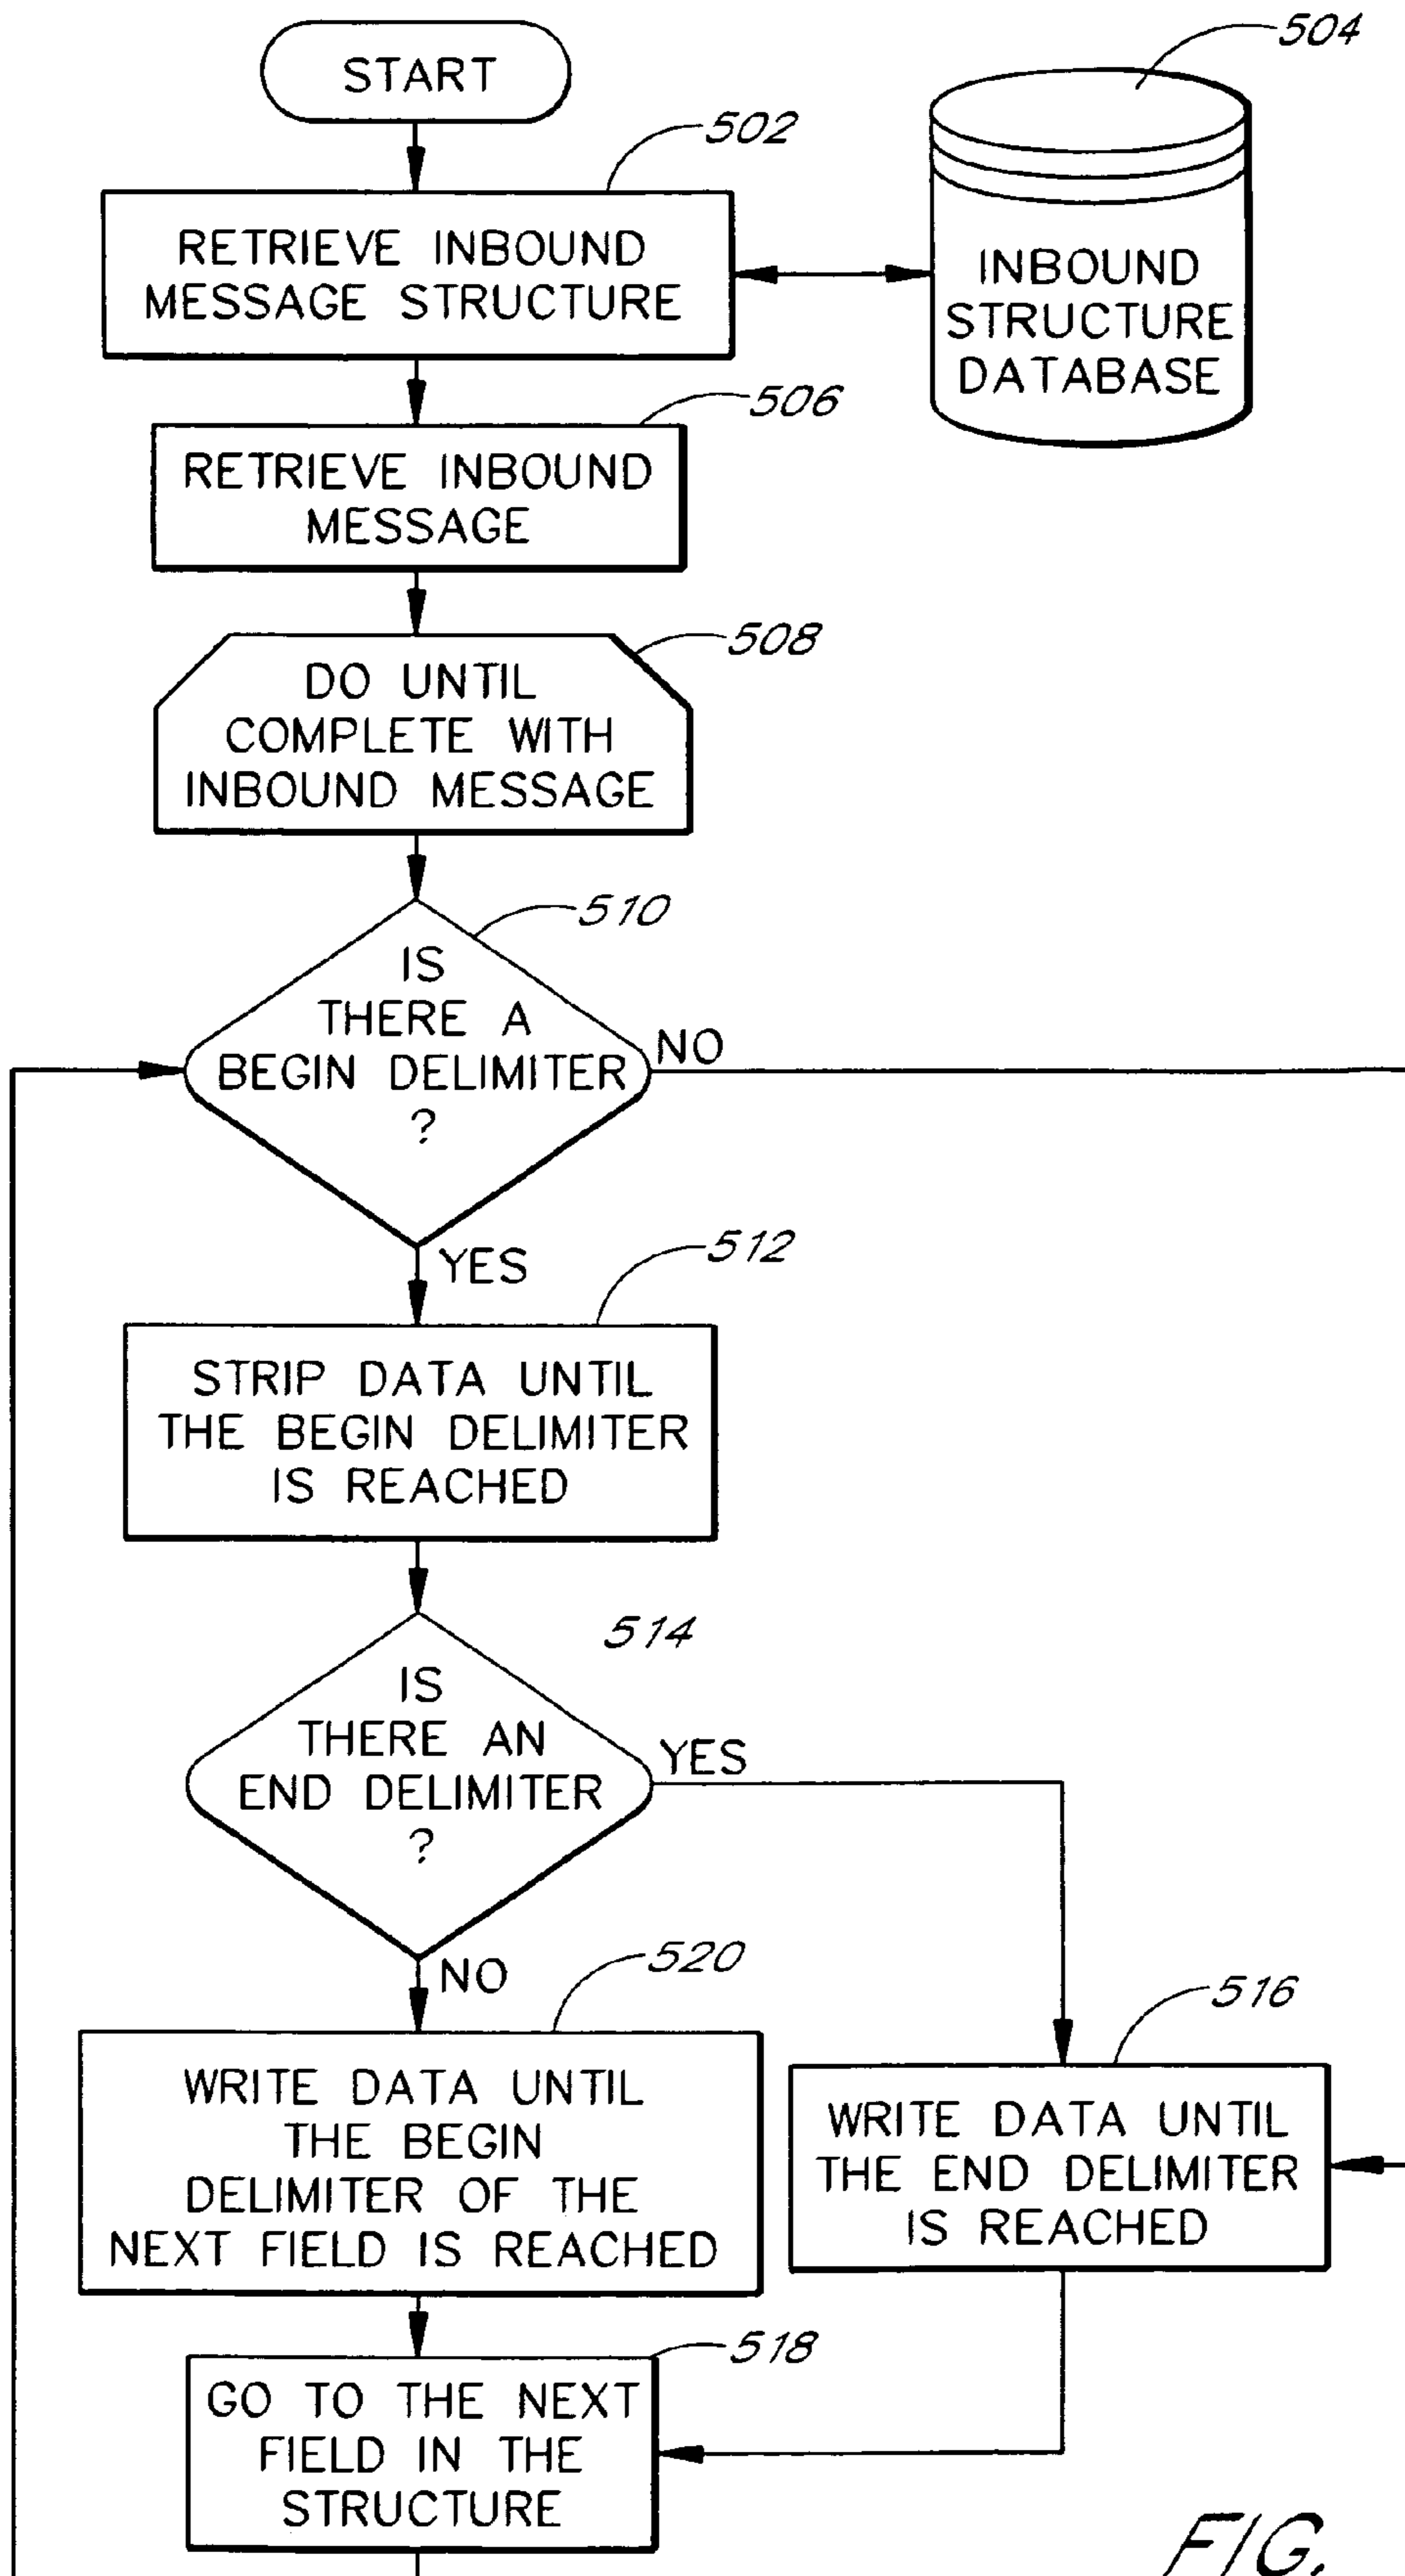 START
502
504
RETRIEVE INBOUND
MESSAGE STRUCTURE
INBOUND
STRUCTURE
DATABASE
506
RETRIEVE INBOUND
MESSAGE
508
DO UNTIL
COMPLETE WITH
INBOUND MESSAGE
510
IS
THERE A
BEGIN DELIMITER
?
NO
YES
512
STRIP DATA UNTIL
THE BEGIN DELIMITER
IS REACHED
514
IS
THERE AN
END DELIMITER
?
YES
NO
520
516
WRITE DATA UNTIL
THE BEGIN
DELIMITER OF THE
NEXT FIELD IS REACHED
WRITE DATA UNTIL
THE END DELIMITER
IS REACHED
518
GO TO THE NEXT
FIELD IN THE
STRUCTURE
FIG.